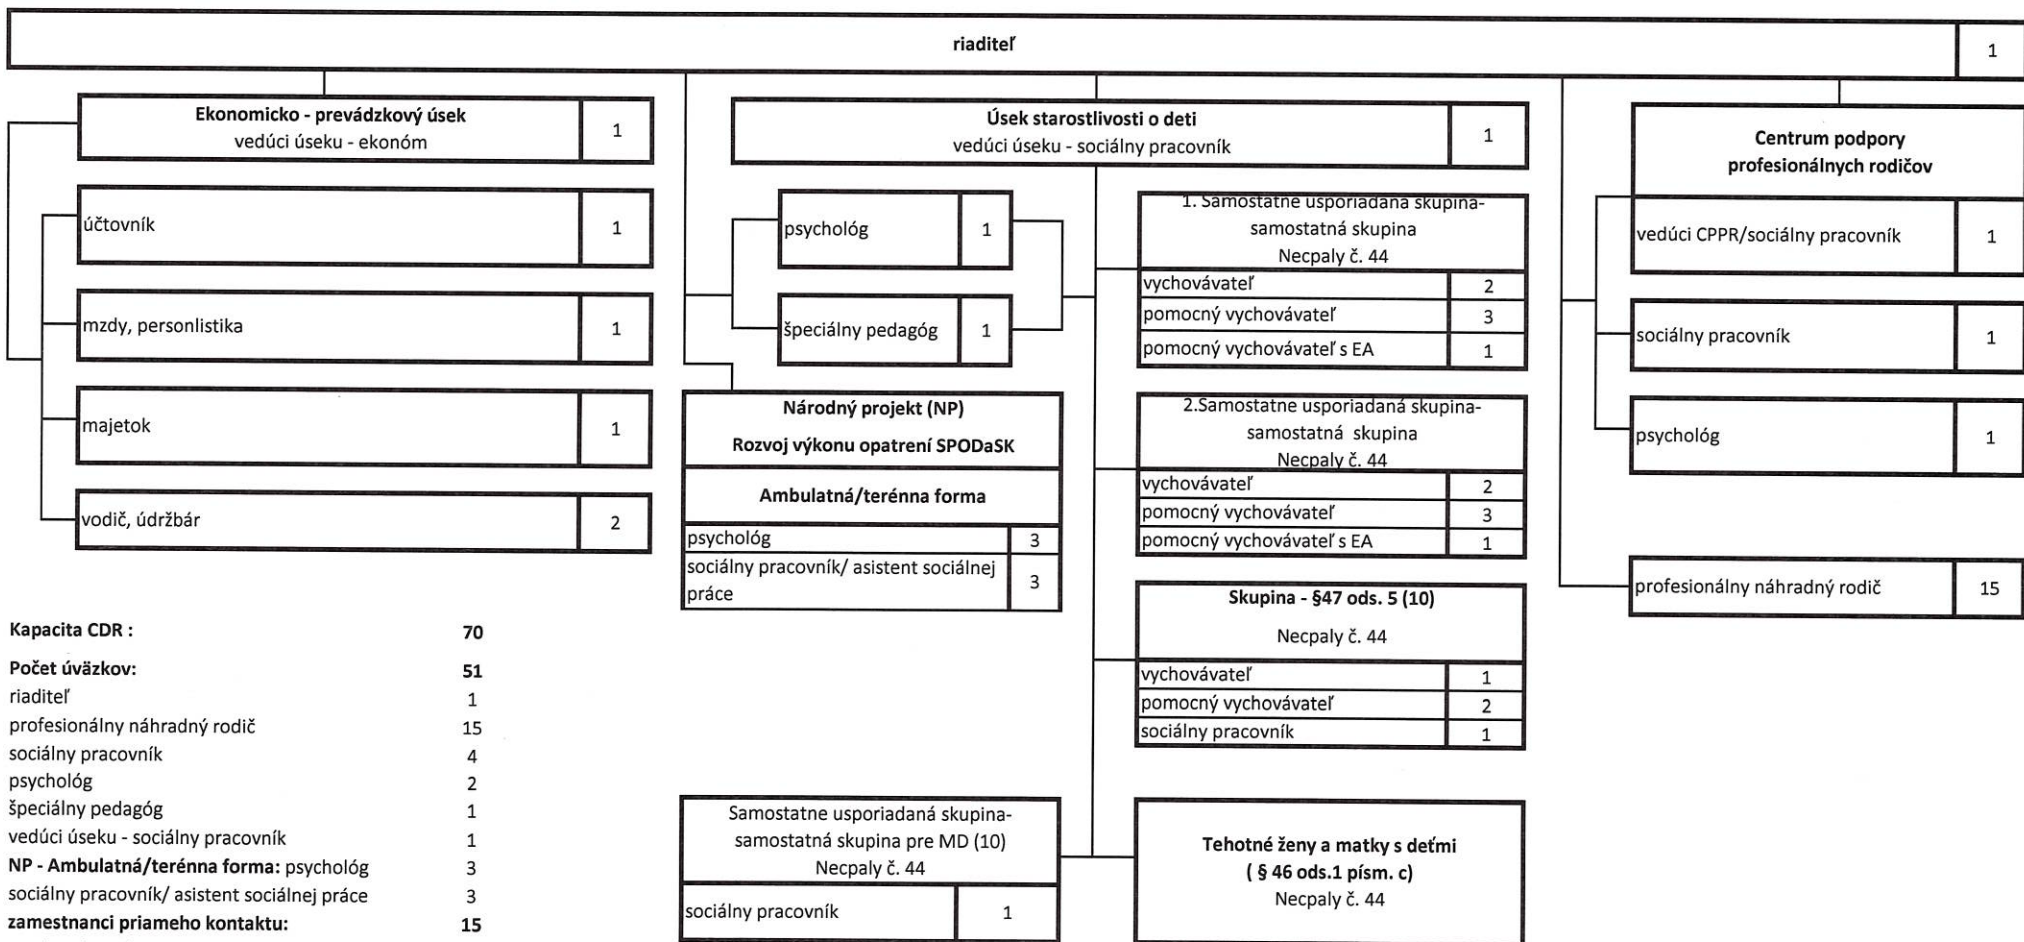 riaditeľ 1
Ekonomicko - prevádzkový úsek
vedúci úseku - ekonóm 1
účtovník 1
mzdy, personlistika 1
majetok 1
vodič, údržbár 2
Úsek starostlivosti o deti
vedúci úseku - sociálny pracovník 1
psychológ 1
špeciálny pedagóg 1
Národný projekt (NP)
Rozvoj výkonu opatrení SPODaSK
Ambulatná/terénna forma
psychológ 3
sociálny pracovník/ asistent sociálnej
práce 3
1. Samostatne usporiadaná skupina-
samostatná skupina
Necpaly č. 44
vychovávateľ 2
pomocný vychovávateľ 3
pomocný vychovávateľ s EA 1
2.Samostatne usporiadaná skupina-
samostatná skupina
Necpaly č. 44
vychovávateľ 2
pomocný vychovávateľ 3
pomocný vychovávateľ s EA 1
Skupina - §47 ods. 5 (10)
Necpaly č. 44
vychovávateľ 1
pomocný vychovávateľ 2
sociálny pracovník 1
Samostatne usporiadaná skupina-
samostatná skupina pre MD (10)
Necpaly č. 44
sociálny pracovník 1
Tehotné ženy a matky s deťmi
( § 46 ods.1 písm. c)
Necpaly č. 44
Centrum podpory
profesionálnych rodičov
vedúci CPPR/sociálny pracovník 1
sociálny pracovník 1
psychológ 1
profesionálny náhradný rodič 15
Kapacita CDR : 70
Počet úväzkov: 51
riaditeľ 1
profesionálny náhradný rodič 15
sociálny pracovník 4
psychológ 2
špeciálny pedagóg 1
vedúci úseku - sociálny pracovník 1
NP - Ambulatná/terénna forma: psychológ 3
sociálny pracovník/ asistent sociálnej práce 3
zamestnanci priameho kontaktu: 15